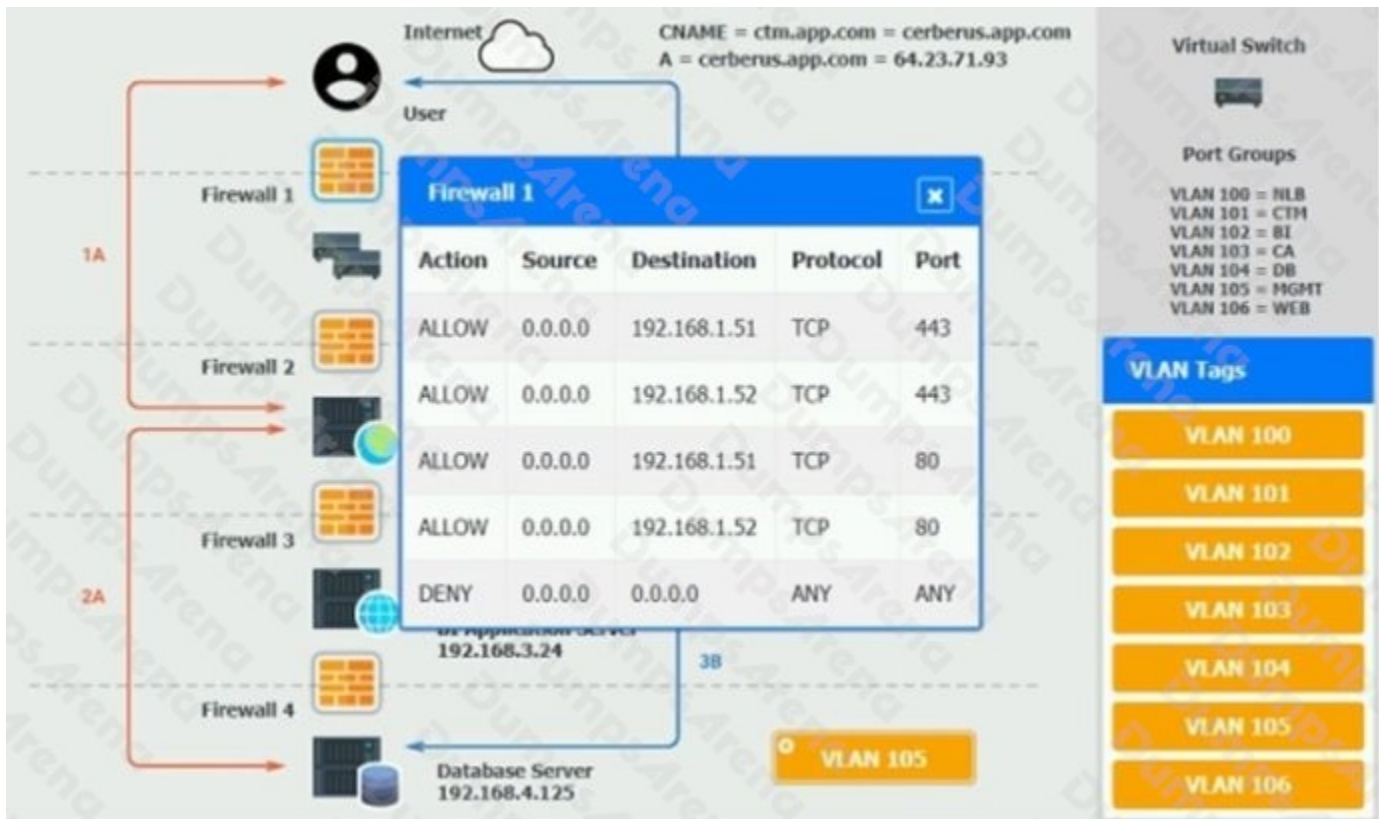 Internet
CNAME = ctm.app.com = cerberus.app.com
A = cerberus.app.com = 64.23.71.93
User
Firewall 1
1A
Firewall 2
Firewall 3
2A
Firewall 4
Firewall 1
Action Source Destination Protocol Port
ALLOW 0.0.0.0 192.168.1.51 TCP 443
ALLOW 0.0.0.0 192.168.1.52 TCP 443
ALLOW 0.0.0.0 192.168.1.51 TCP 80
ALLOW 0.0.0.0 192.168.1.52 TCP 80
DENY 0.0.0.0 0.0.0.0 ANY ANY
BI Application Server
192.168.3.24
3B
Database Server
192.168.4.125
VLAN 105
Virtual Switch
Port Groups
VLAN 100 = NLB
VLAN 101 = CTM
VLAN 102 = BI
VLAN 103 = CA
VLAN 104 = DB
VLAN 105 = MGMT
VLAN 106 = WEB
VLAN Tags
VLAN 100
VLAN 101
VLAN 102
VLAN 103
VLAN 104
VLAN 105
VLAN 106
DumpsArena